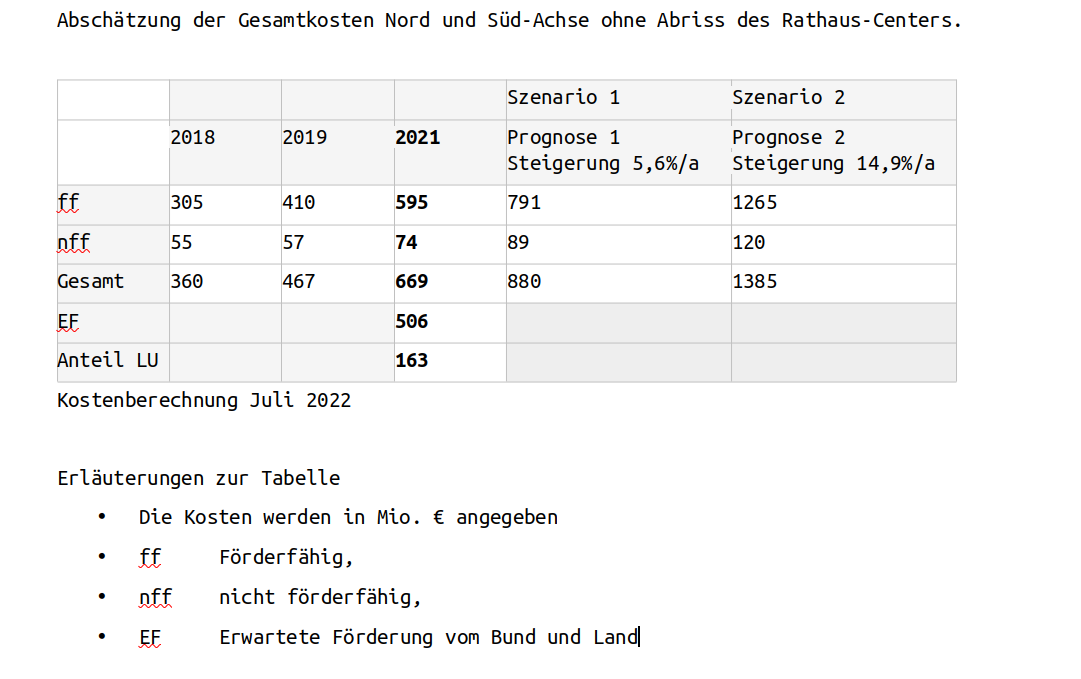 Abschätzung der Gesamtkosten Nord und Süd-Achse ohne Abriss des Rathaus-Centers.
Szenario 1 Szenario 2
2018 2019 2021 Prognose 1 Prognose 2
Steigerung 5,6%/a Steigerung 14,9%/a
ff 305 410 595 791 1265
nff 55 57 74 89 120
Gesamt 360 467 669 880 1385
EF 506
Anteil LU 163
Kostenberechnung Juli 2022
Erläuterungen zur Tabelle
• Die Kosten werden in Mio. € angegeben
• ff Förderfähig,
• nff nicht förderfähig,
• EF Erwartete Förderung vom Bund und Land